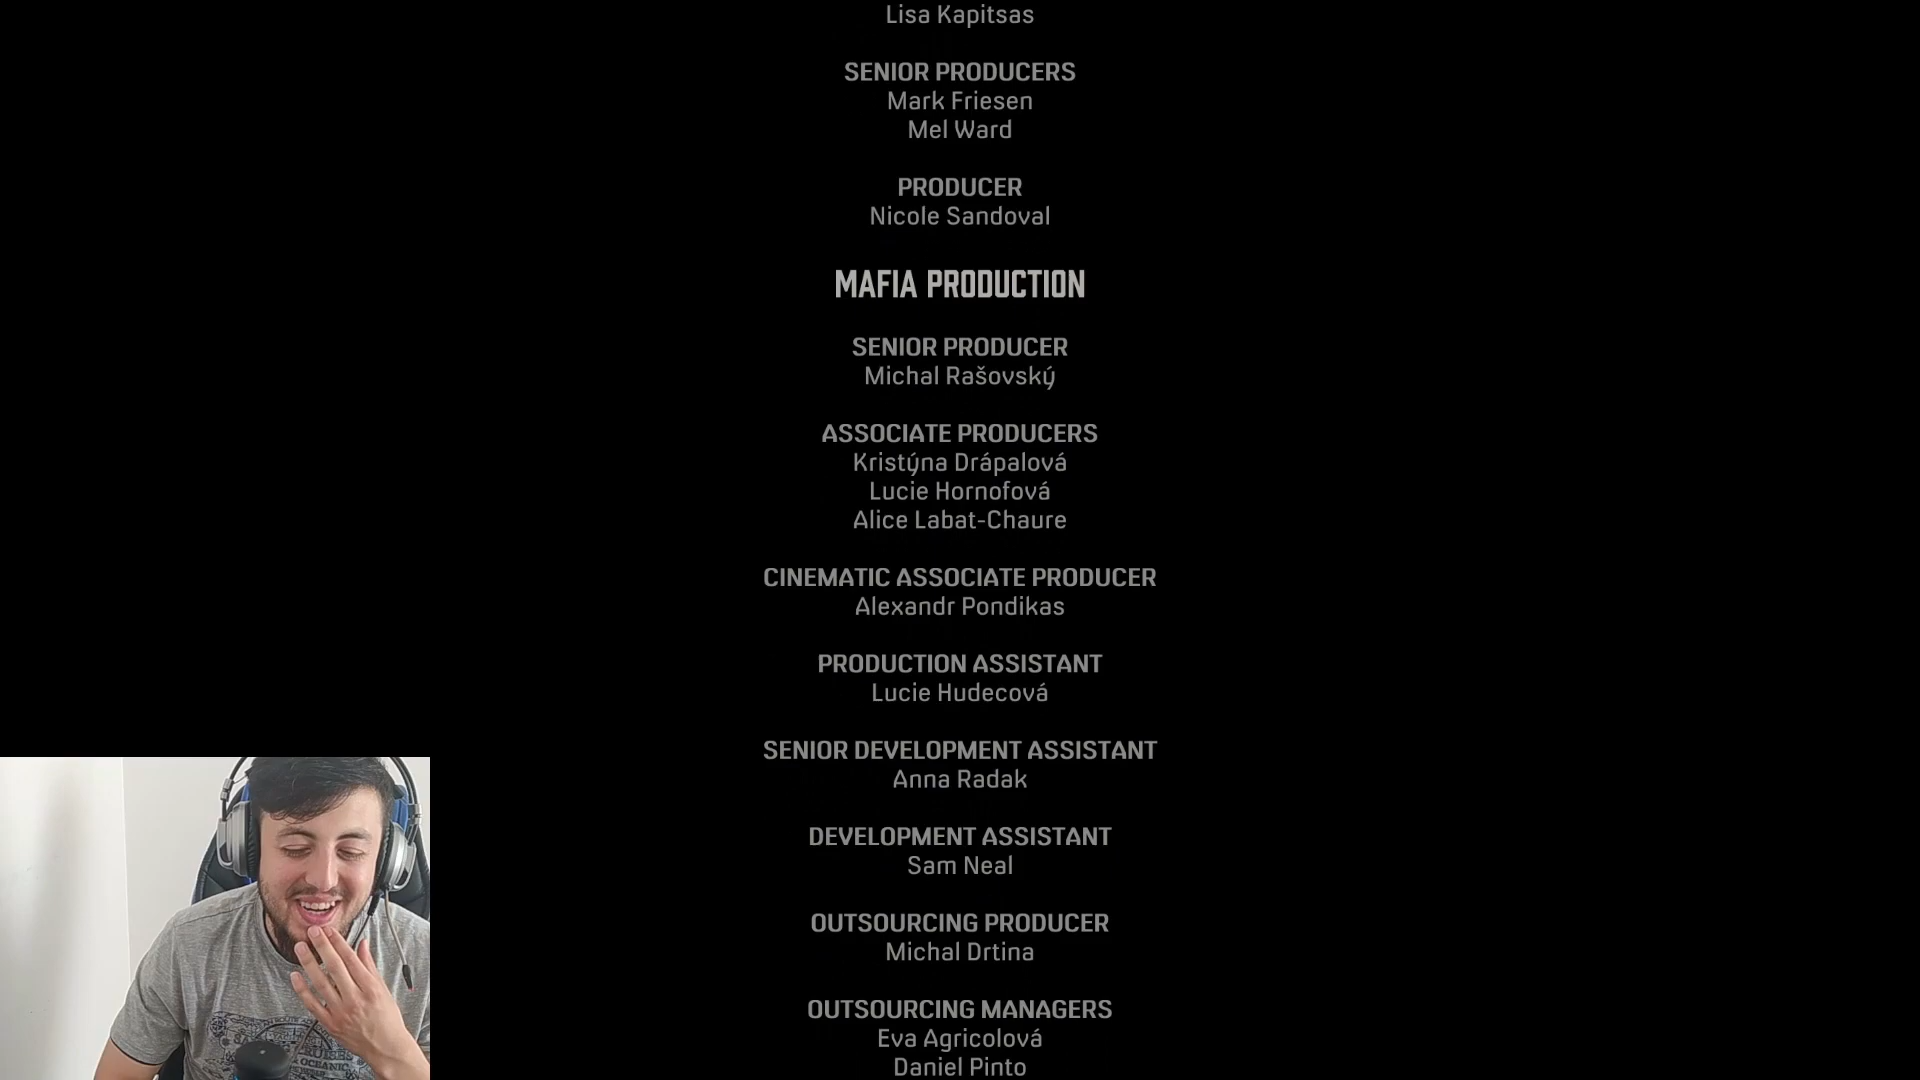 Lisa Kapitsas
SENIOR PRODUCERS
Mark Friesen
Mel Ward
PRODUCER
Nicole Sandoval
MAFIA PRODUCTION
SENIOR PRODUCER
Michal Rašovský
ASSOCIATE PRODUCERS
Kristýna Drápalová
Lucie Hornofová
Alice Labat-Chaure
CINEMATIC ASSOCIATE PRODUCER
Alexandr Pondikas
PRODUCTION ASSISTANT
Lucie Hudecová
SENIOR DEVELOPMENT ASSISTANT
Anna Radak
DEVELOPMENT ASSISTANT
Sam Neal
OUTSOURCING PRODUCER
Michal Drtina
OUTSOURCING MANAGERS
Eva Agricolová
Daniel Pinto
OCEANIC